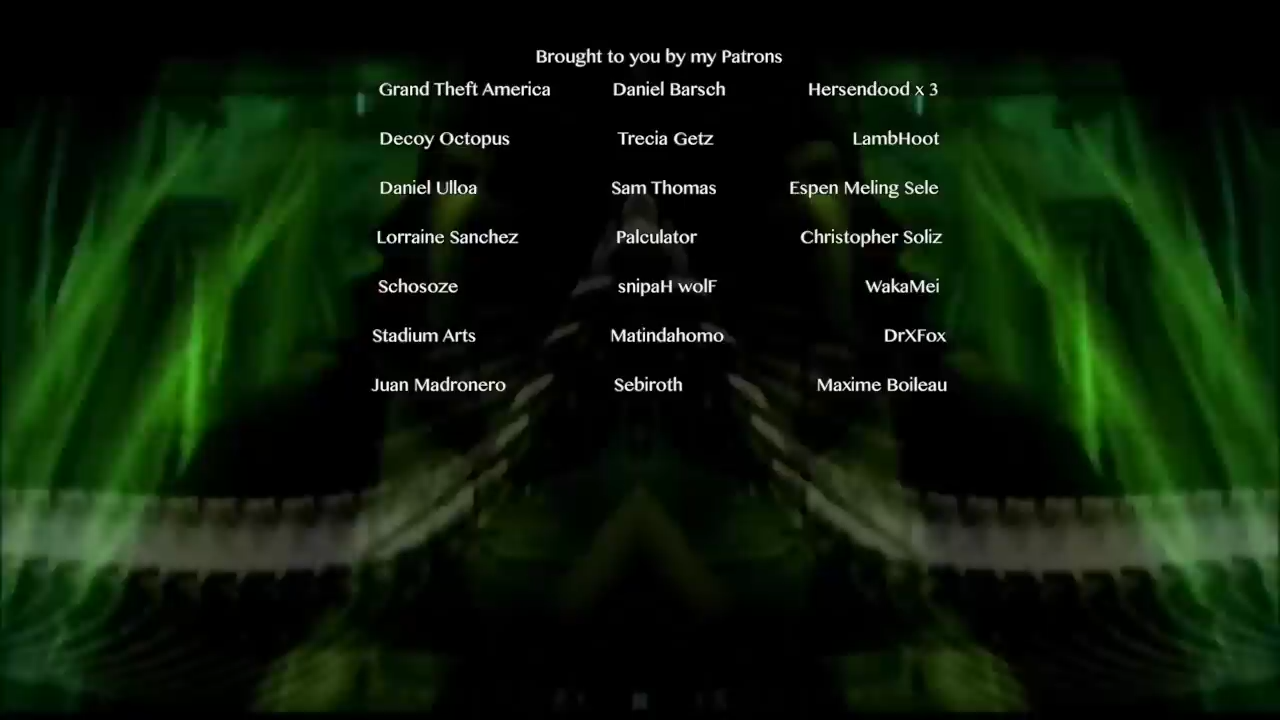 Brought to you by my Patrons
Grand Theft America Daniel Barsch Hersendood x 3
Decoy Octopus Trecia Getz LambHoot
Daniel Ulloa Sam Thomas Espen Meling Sele
Lorraine Sanchez Palculator Christopher Soliz
Schosoze snipaH wolF WakaMei
Stadium Arts Matindahomo DrXFox
Juan Madronero Sebiroth Maxime Boileau